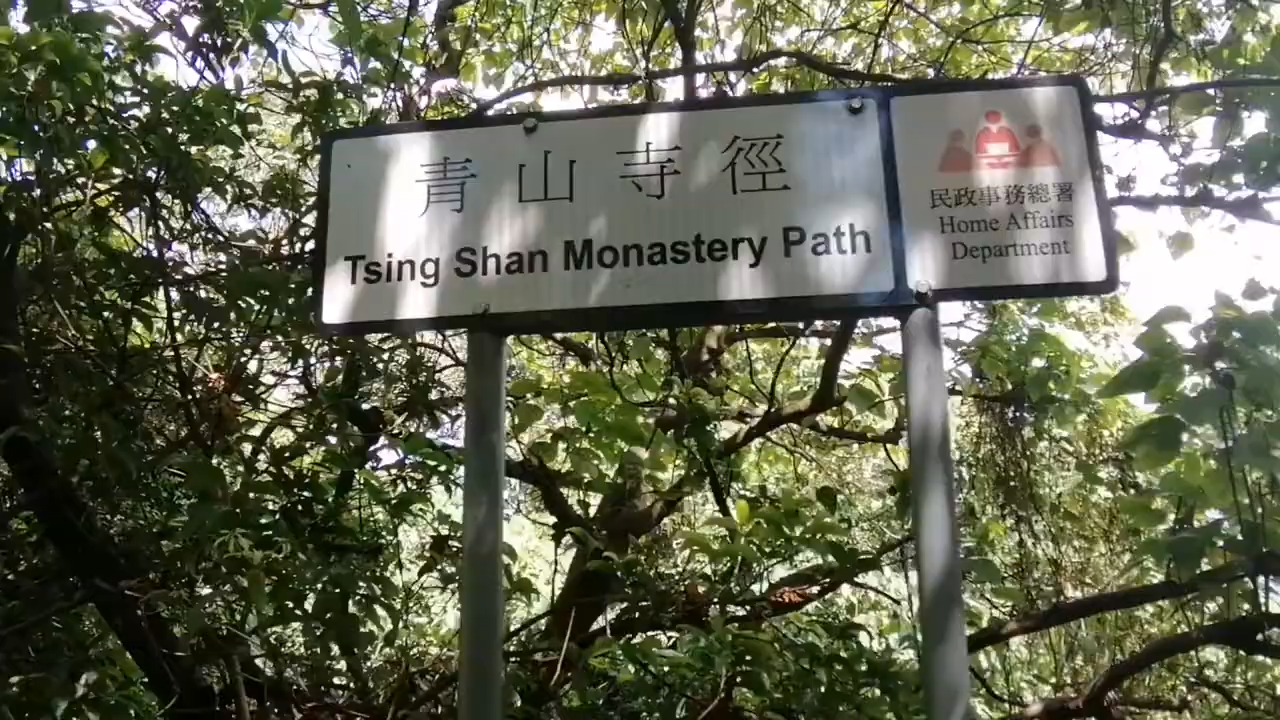 青山寺徑
Tsing Shan Monastery Path
民政事務總署
Home Affairs
Department